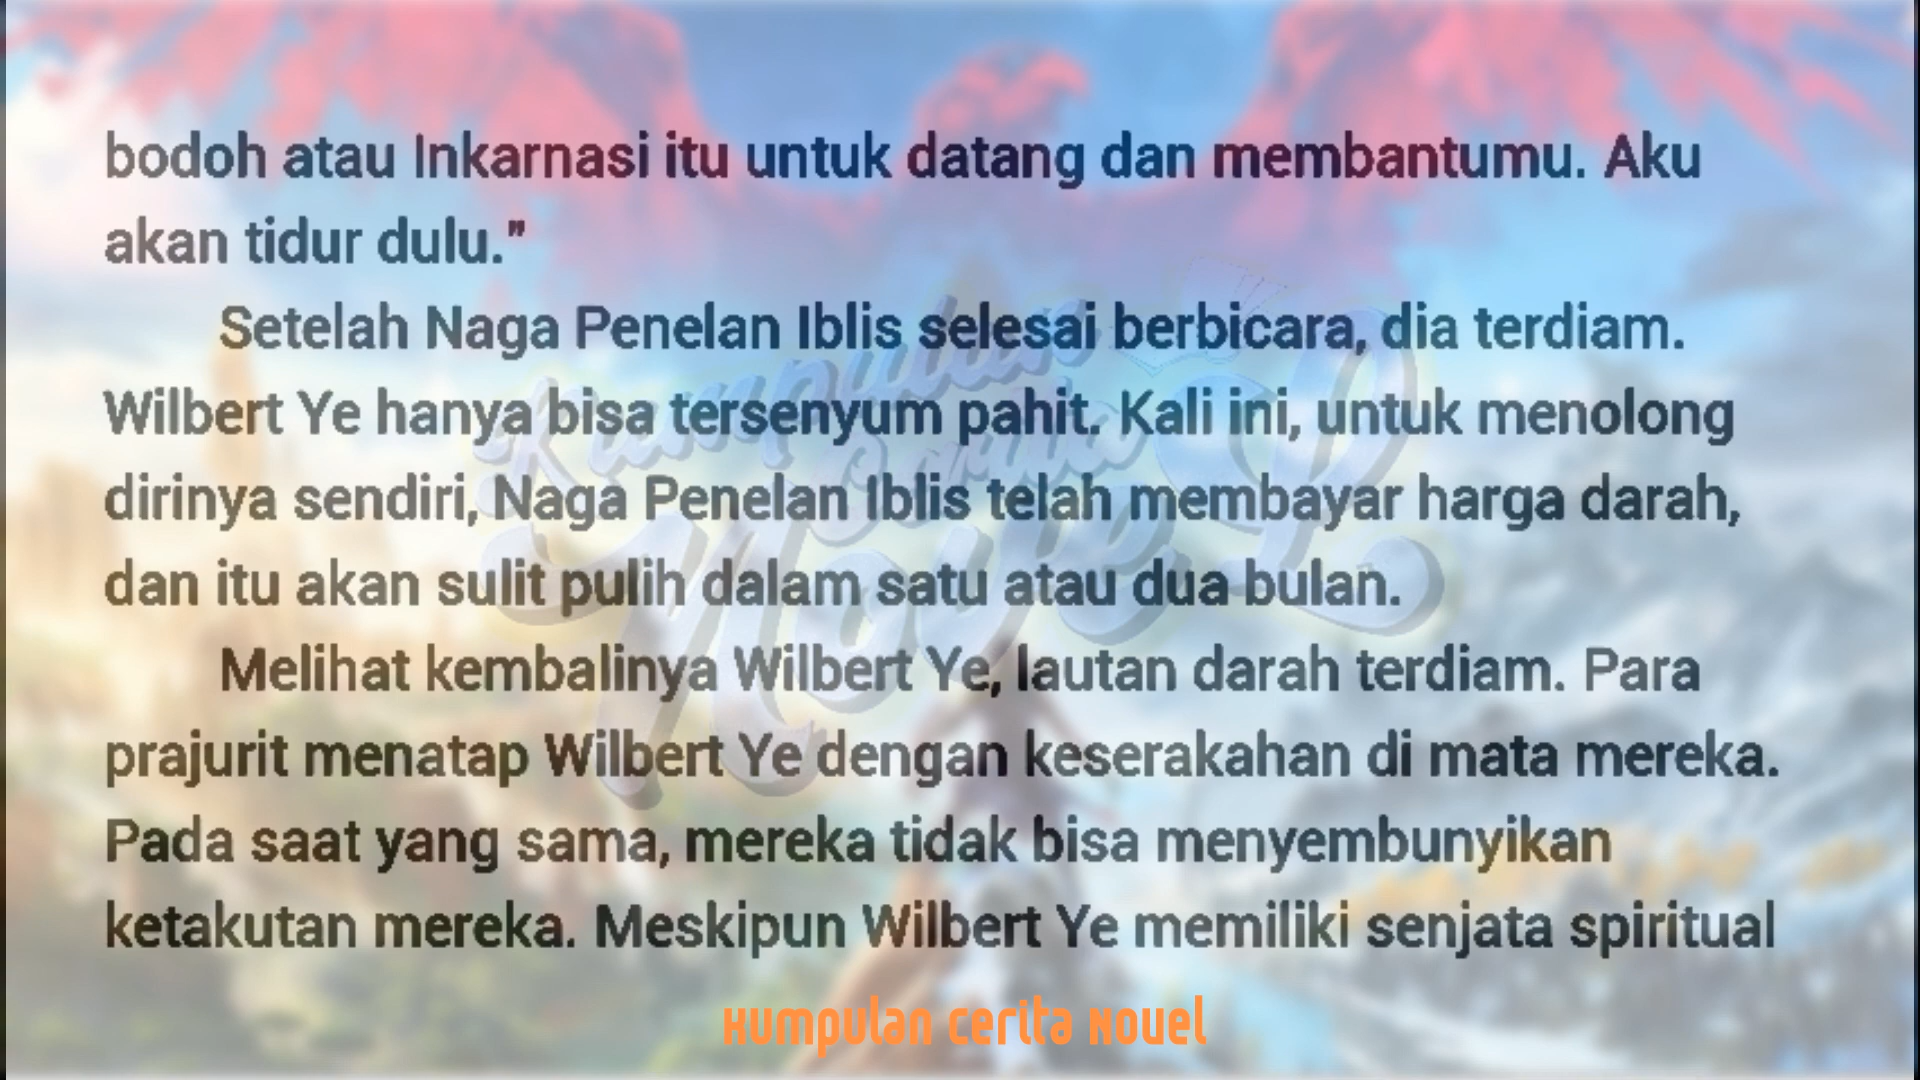 bodoh atau Inkarnasi itu untuk datang dan membantumu. Aku
akan tidur dulu."
Setelah Naga Penelan Iblis selesai berbicara, dia terdiam.
Wilbert Ye hanya bisa tersenyum pahit. Kali ini, untuk menolong
dirinya sendiri, Naga Penelan Iblis telah membayar harga darah,
dan itu akan sulit pulih dalam satu atau dua bulan.
Melihat kembalinya Wilbert Ye, lautan darah terdiam. Para
prajurit menatap Wilbert Ye dengan keserakahan di mata mereka.
Pada saat yang sama, mereka tidak bisa menyembunyikan
ketakutan mereka. Meskipun Wilbert Ye memiliki senjata spiritual
Kumpulan Cerita Novel
Kumpulan Cerita Novel